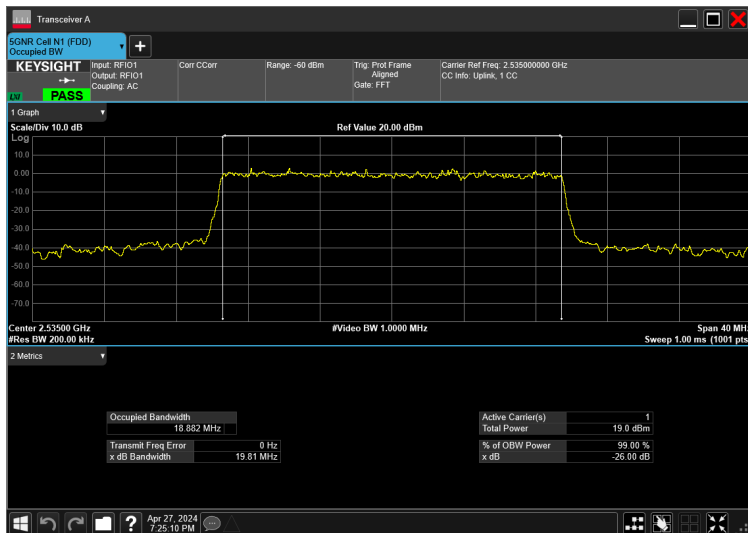 Transceiver A
5GNR Cell N1 (FDD)
Occupied BW
KEYSIGHT
LXI
PASS
Input: RFIO1
Output: RFIO1
Coupling: AC
Corr CCorr
Range: -60 dBm
Trig: Prot Frame
Aligned
Gate: FFT
Carrier Ref Freq: 2.535000000 GHz
CC Info: Uplink, 1 CC
1 Graph
Scale/Div 10.0 dB
Ref Value 20.00 dBm
Log
10.0
0.00
-10.0
-20.0
-30.0
-40.0
-50.0
-60.0
-70.0
Center 2.53500 GHz
#Video BW 1.0000 MHz
Span 40 MHz
#Res BW 200.00 kHz
Sweep 1.00 ms (1001 pts
2 Metrics
Occupied Bandwidth
18.882 MHz
Active Carrier(s) 1
Total Power 19.0 dBm
Transmit Freq Error 0 Hz
x dB Bandwidth 19.81 MHz
% of OBW Power 99.00 %
x dB -26.00 dB
?
Apr 27, 2024
7:25:10 PM